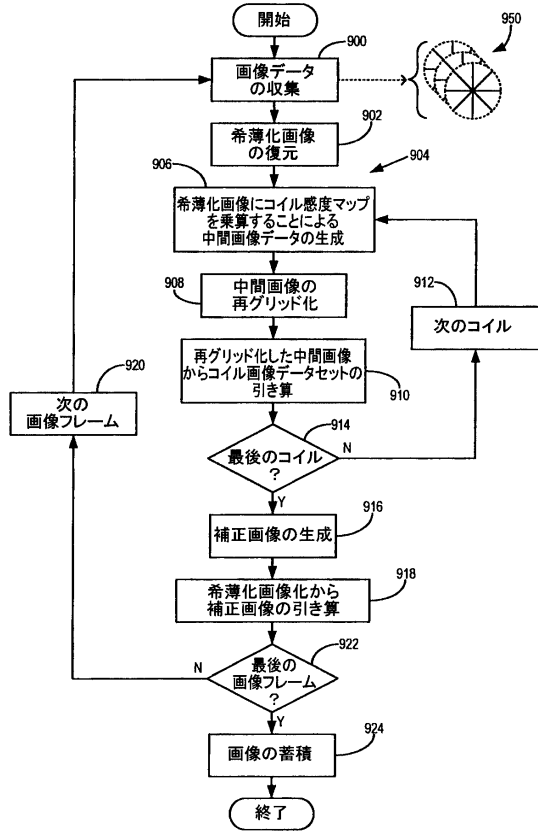 開始
900
950
画像データ
の収集
902
希薄化画像
の復元
904
906
希薄化画像にコイル感度マップ
を乗算することによる
中間画像データの生成
908
中間画像の
再グリッド化
912
次のコイル
再グリッド化した中間画像
からコイル画像データセットの
引き算
910
920
次の
画像フレーム
914
最後のコイル
?
N
Y
916
補正画像の生成
918
希薄化画像化から
補正画像の引き算
922
最後の
画像フレーム
?
N
Y
924
画像の蓄積
終了